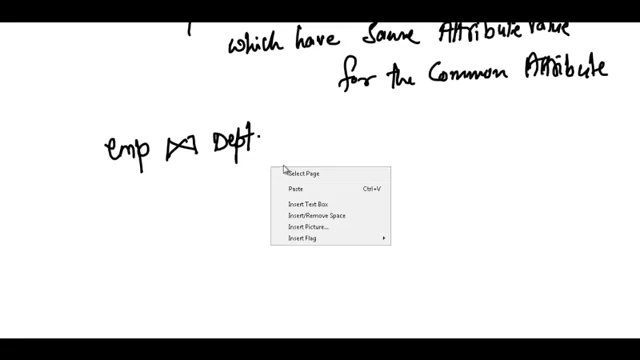 which have same Attribute value
for the Common Attribute
emp ⋈ Dept.
Select Page
Paste Ctrl+V
Insert Text Box
Insert/Remove Space
Insert Picture...
Insert Flag